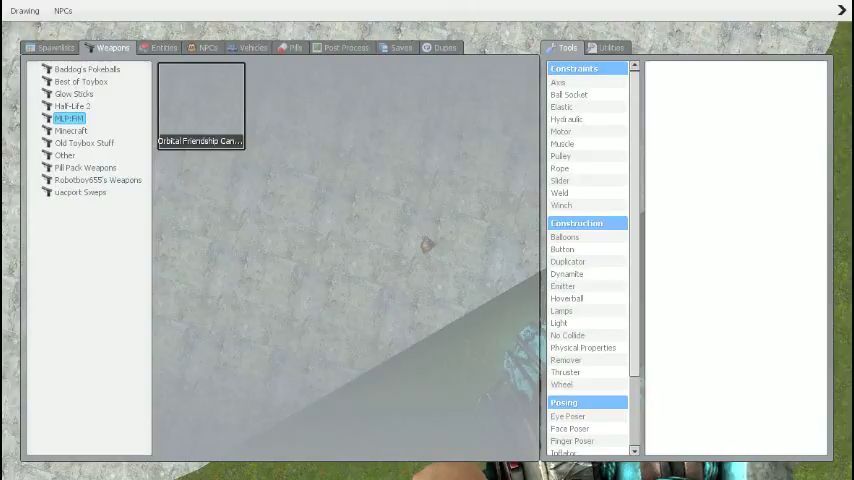 Drawing NPCs
Spawnlists Weapons Entities NPCs Vehicles Pills Post Process Saves Dupes
Tools Utilities
Baddog's Pokeballs
Best of Toybox
Glow Sticks
Half-Life 2
MLP:FiM
Minecraft
Old Toybox Stuff
Other
Pill Pack Weapons
Robotboy655's Weapons
uacport Sweps
Orbital Friendship Can...
Constraints
Axis
Ball Socket
Elastic
Hydraulic
Motor
Muscle
Pulley
Rope
Slider
Weld
Winch
Construction
Balloons
Button
Duplicator
Dynamite
Emitter
Hoverball
Lamps
Light
No Collide
Physical Properties
Remover
Thruster
Wheel
Posing
Eye Poser
Face Poser
Finger Poser
Inflator